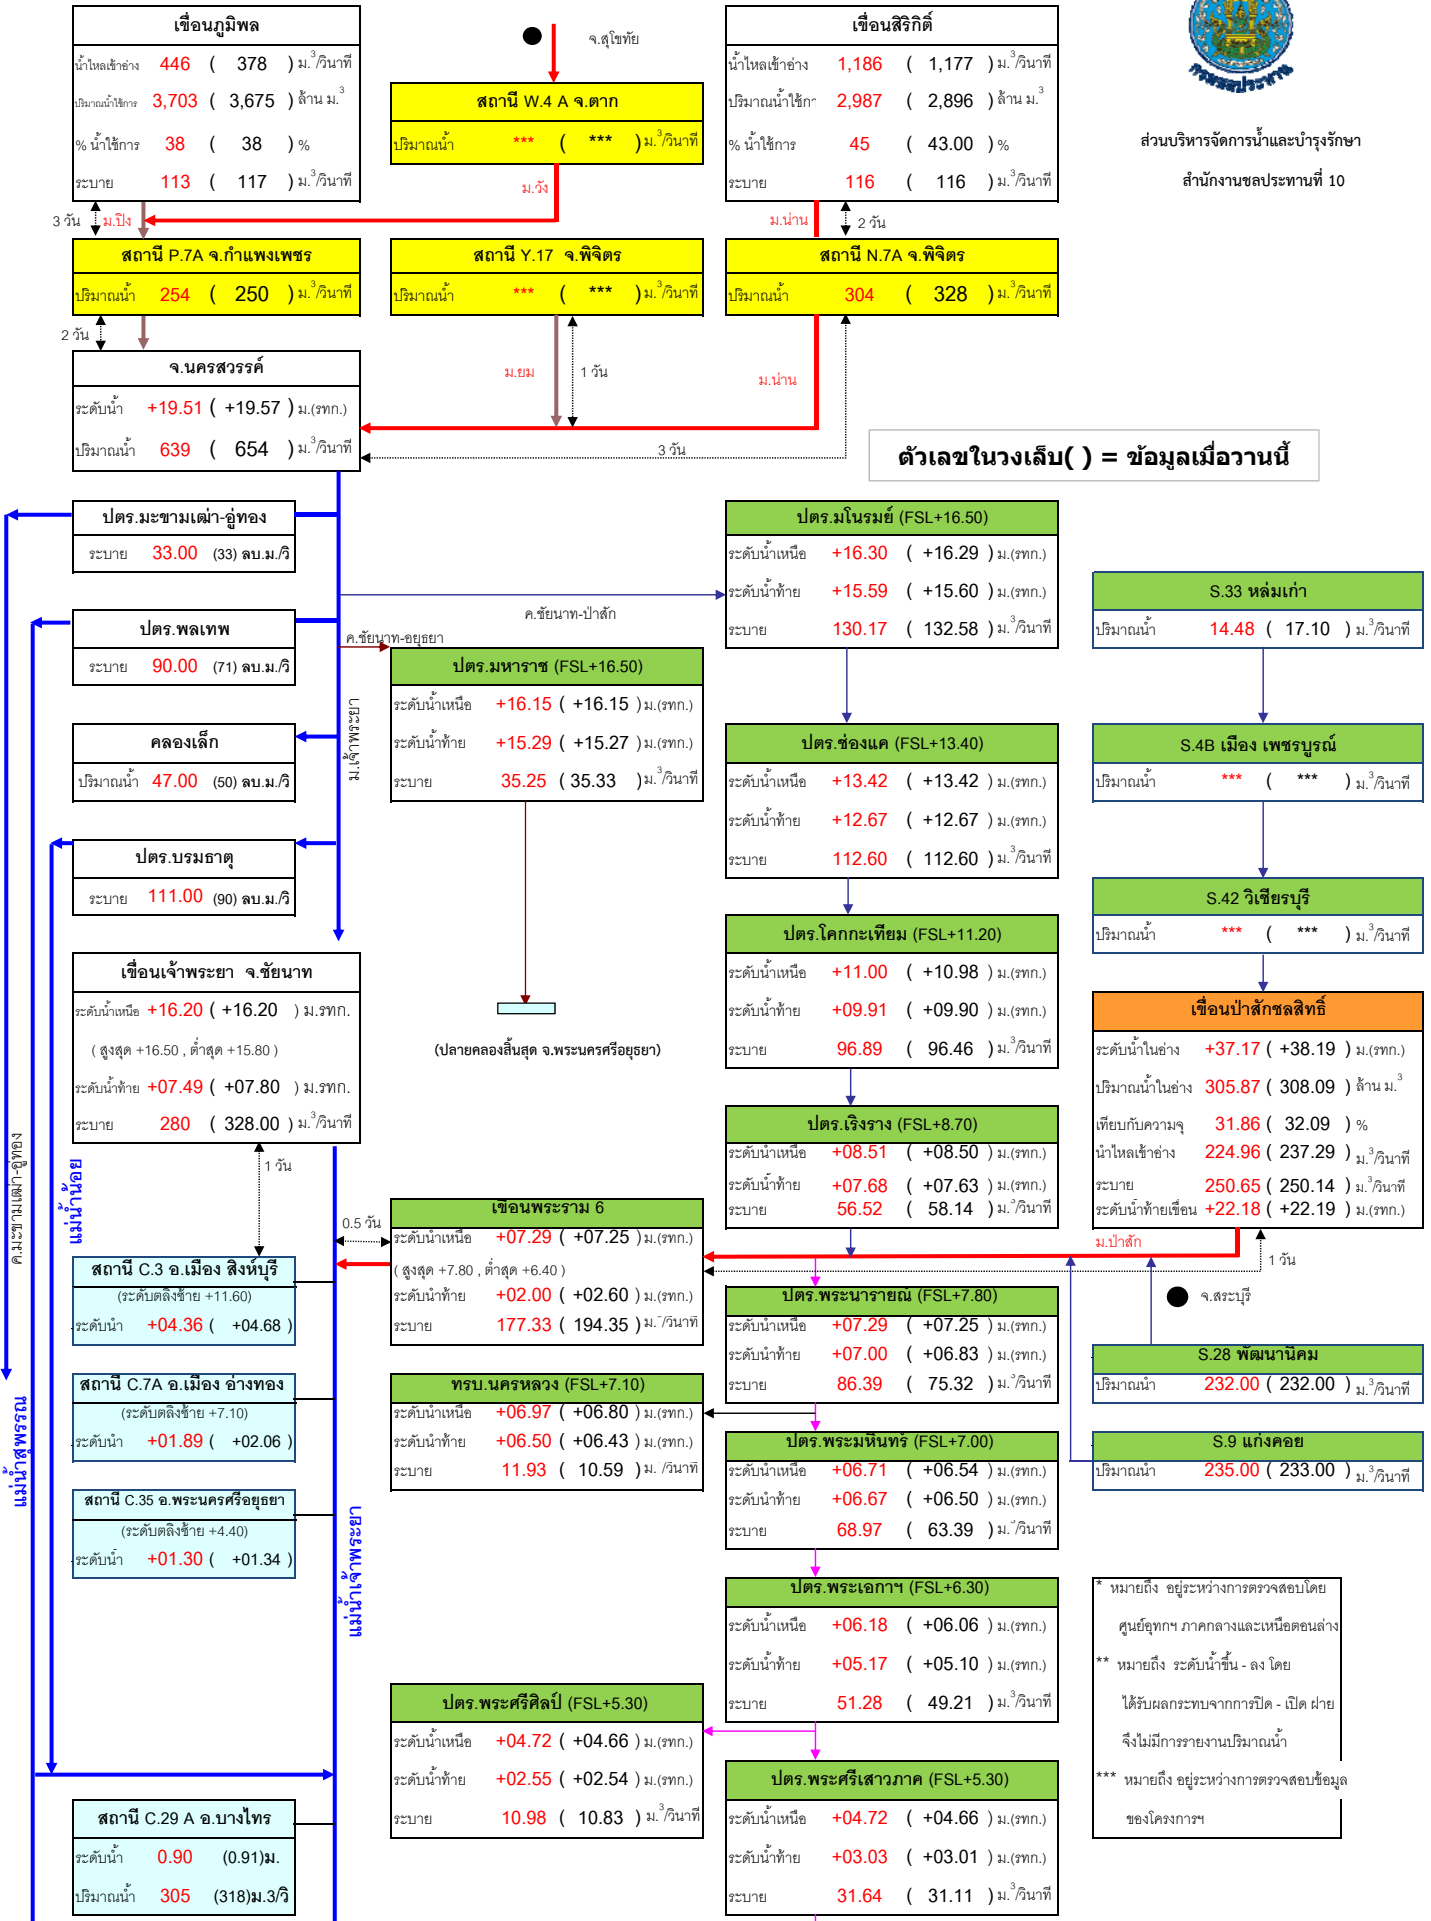 เขื่อนภูมิพล
น้ำไหลเข้าอ่าง 446 ( 378 ) ม.3/วินาที
ปริมาณน้ำใช้การ 3,703 ( 3,675 ) ล้าน ม.3
% น้ำใช้การ 38 ( 38 ) %
ระบาย 113 ( 117 ) ม.3/วินาที
จ.สุโขทัย
สถานี W.4 A จ.ตาก
ปริมาณน้ำ *** ( *** ) ม.3/วินาที
เขื่อนสิริกิติ์
น้ำไหลเข้าอ่าง 1,186 ( 1,177 ) ม.3/วินาที
ปริมาณน้ำใช้กา 2,987 ( 2,896 ) ล้าน ม.3
% น้ำใช้การ 45 ( 43.00 ) %
ระบาย 116 ( 116 ) ม.3/วินาที
กรมชลประทาน
ส่วนบริหารจัดการน้ำและบำรุงรักษา
สำนักงานชลประทานที่ 10
3 วัน ม.ปิง
ม.วัง
ม.น่าน 2 วัน
สถานี P.7A จ.กำแพงเพชร
ปริมาณน้ำ 254 ( 250 ) ม.3/วินาที
สถานี Y.17 จ.พิจิตร
ปริมาณน้ำ *** ( *** ) ม.3/วินาที
สถานี N.7A จ.พิจิตร
ปริมาณน้ำ 304 ( 328 ) ม.3/วินาที
2 วัน
ม.ยม 1 วัน
ม.น่าน
จ.นครสวรรค์
ระดับน้ำ +19.51 ( +19.57 ) ม.(รทก.)
ปริมาณน้ำ 639 ( 654 ) ม.3/วินาที
3 วัน
ตัวเลขในวงเล็บ( ) = ข้อมูลเมื่อวานนี้
ปตร.มะขามเฒ่า-อู่ทอง
ระบาย 33.00 (33) ลบ.ม./วิ
ปตร.พลเทพ
ระบาย 90.00 (71) ลบ.ม./วิ
คลองเล็ก
ปริมาณน้ำ 47.00 (50) ลบ.ม./วิ
ปตร.บรมธาตุ
ระบาย 111.00 (90) ลบ.ม./วิ
ม.เจ้าพระยา
ค.ชัยนาท-ป่าสัก
ค.ชัยนาท-อยุธยา
ปตร.มหาราช (FSL+16.50)
ระดับน้ำเหนือ +16.15 ( +16.15 ) ม.(รทก.)
ระดับน้ำท้าย +15.29 ( +15.27 ) ม.(รทก.)
ระบาย 35.25 ( 35.33 ) ม.3/วินาที
(ปลายคลองสิ้นสุด จ.พระนครศรีอยุธยา)
ปตร.มโนรมย์ (FSL+16.50)
ระดับน้ำเหนือ +16.30 ( +16.29 ) ม.(รทก.)
ระดับน้ำท้าย +15.59 ( +15.60 ) ม.(รทก.)
ระบาย 130.17 ( 132.58 ) ม.3/วินาที
ปตร.ช่องแค (FSL+13.40)
ระดับน้ำเหนือ +13.42 ( +13.42 ) ม.(รทก.)
ระดับน้ำท้าย +12.67 ( +12.67 ) ม.(รทก.)
ระบาย 112.60 ( 112.60 ) ม.3/วินาที
ปตร.โคกกะเทียม (FSL+11.20)
ระดับน้ำเหนือ +11.00 ( +10.98 ) ม.(รทก.)
ระดับน้ำท้าย +09.91 ( +09.90 ) ม.(รทก.)
ระบาย 96.89 ( 96.46 ) ม.3/วินาที
ปตร.เริงราง (FSL+8.70)
ระดับน้ำเหนือ +08.51 ( +08.50 ) ม.(รทก.)
ระดับน้ำท้าย +07.68 ( +07.63 ) ม.(รทก.)
ระบาย 56.52 ( 58.14 ) ม.3/วินาที
S.33 หล่มเก่า
ปริมาณน้ำ 14.48 ( 17.10 ) ม.3/วินาที
S.4B เมือง เพชรบูรณ์
ปริมาณน้ำ *** ( *** ) ม.3/วินาที
S.42 วิเชียรบุรี
ปริมาณน้ำ *** ( *** ) ม.3/วินาที
เขื่อนป่าสักชลสิทธิ์
ระดับน้ำในอ่าง +37.17 ( +38.19 ) ม.(รทก.)
ปริมาณน้ำในอ่าง 305.87 ( 308.09 ) ล้าน ม.3
เทียบกับความจุ 31.86 ( 32.09 ) %
น้ำไหลเข้าอ่าง 224.96 ( 237.29 ) ม.3/วินาที
ระบาย 250.65 ( 250.14 ) ม.3/วินาที
ระดับน้ำท้ายเขื่อน +22.18 ( +22.19 ) ม.(รทก.)
เขื่อนเจ้าพระยา จ.ชัยนาท
ระดับน้ำเหนือ +16.20 ( +16.20 ) ม.รทก.
( สูงสุด +16.50 , ต่ำสุด +15.80 )
ระดับน้ำท้าย +07.49 ( +07.80 ) ม.รทก.
ระบาย 280 ( 328.00 ) ม.3/วินาที
ค.มะขามเฒ่า-อู่ทอง
แม่น้ำน้อย
1 วัน
0.5 วัน
เขื่อนพระราม 6
ระดับน้ำเหนือ +07.29 ( +07.25 ) ม.(รทก.)
( สูงสุด +7.80 , ต่ำสุด +6.40 )
ระดับน้ำท้าย +02.00 ( +02.60 ) ม.(รทก.)
ระบาย 177.33 ( 194.35 ) ม.3/วินาที
ม.ป่าสัก
1 วัน
จ.สระบุรี
สถานี C.3 อ.เมือง สิงห์บุรี
(ระดับตลิ่งซ้าย +11.60)
ระดับน้ำ +04.36 ( +04.68 )
สถานี C.7A อ.เมือง อ่างทอง
(ระดับตลิ่งซ้าย +7.10)
ระดับน้ำ +01.89 ( +02.06 )
สถานี C.35 อ.พระนครศรีอยุธยา
(ระดับตลิ่งซ้าย +4.40)
ระดับน้ำ +01.30 ( +01.34 )
แม่น้ำสุพรรณ
แม่น้ำเจ้าพระยา
ทรบ.นครหลวง (FSL+7.10)
ระดับน้ำเหนือ +06.97 ( +06.80 ) ม.(รทก.)
ระดับน้ำท้าย +06.50 ( +06.43 ) ม.(รทก.)
ระบาย 11.93 ( 10.59 ) ม.3/วินาที
ปตร.พระนารายณ์ (FSL+7.80)
ระดับน้ำเหนือ +07.29 ( +07.25 ) ม.(รทก.)
ระดับน้ำท้าย +07.00 ( +06.83 ) ม.(รทก.)
ระบาย 86.39 ( 75.32 ) ม.3/วินาที
ปตร.พระมหินทร์ (FSL+7.00)
ระดับน้ำเหนือ +06.71 ( +06.54 ) ม.(รทก.)
ระดับน้ำท้าย +06.67 ( +06.50 ) ม.(รทก.)
ระบาย 68.97 ( 63.39 ) ม.3/วินาที
ปตร.พระเอกาฯ (FSL+6.30)
ระดับน้ำเหนือ +06.18 ( +06.06 ) ม.(รทก.)
ระดับน้ำท้าย +05.17 ( +05.10 ) ม.(รทก.)
ระบาย 51.28 ( 49.21 ) ม.3/วินาที
S.28 พัฒนานิคม
ปริมาณน้ำ 232.00 ( 232.00 ) ม.3/วินาที
S.9 แก่งคอย
ปริมาณน้ำ 235.00 ( 233.00 ) ม.3/วินาที
* หมายถึง อยู่ระหว่างการตรวจสอบโดย
ศูนย์อุทกฯ ภาคกลางและเหนือตอนล่าง
** หมายถึง ระดับน้ำขึ้น - ลง โดย
ได้รับผลกระทบจากการปิด - เปิด ฝาย
จึงไม่มีการรายงานปริมาณน้ำ
*** หมายถึง อยู่ระหว่างการตรวจสอบข้อมูล
ของโครงการฯ
ปตร.พระศรีศิลป์ (FSL+5.30)
ระดับน้ำเหนือ +04.72 ( +04.66 ) ม.(รทก.)
ระดับน้ำท้าย +02.55 ( +02.54 ) ม.(รทก.)
ระบาย 10.98 ( 10.83 ) ม.3/วินาที
ปตร.พระศรีเสาวภาค (FSL+5.30)
ระดับน้ำเหนือ +04.72 ( +04.66 ) ม.(รทก.)
ระดับน้ำท้าย +03.03 ( +03.01 ) ม.(รทก.)
ระบาย 31.64 ( 31.11 ) ม.3/วินาที
สถานี C.29 A อ.บางไทร
ระดับน้ำ 0.90 (0.91)ม.
ปริมาณน้ำ 305 (318)ม.3/วิ